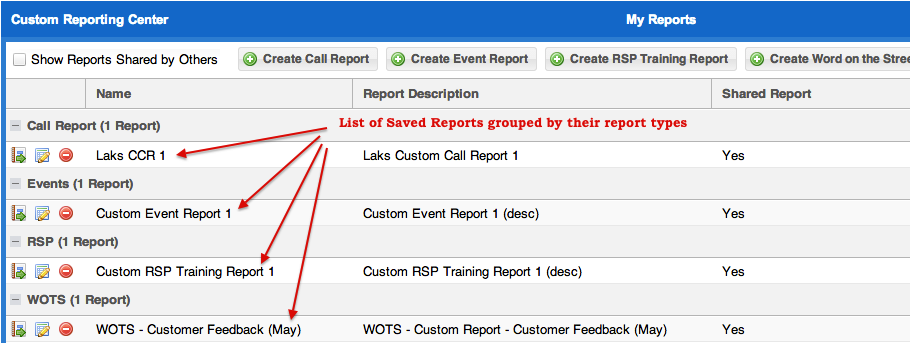 Custom Reporting Center My Reports
Show Reports Shared by Others Create Call Report Create Event Report Create RSP Training Report Create Word on the Stree
Name Report Description Shared Report
Call Report (1 Report) List of Saved Reports grouped by their report types
Laks CCR 1 Laks Custom Call Report 1 Yes
Events (1 Report)
Custom Event Report 1 Custom Event Report 1 (desc) Yes
RSP (1 Report)
Custom RSP Training Report 1 Custom RSP Training Report 1 (desc) Yes
WOTS (1 Report)
WOTS - Customer Feedback (May) WOTS - Custom Report - Customer Feedback (May) Yes